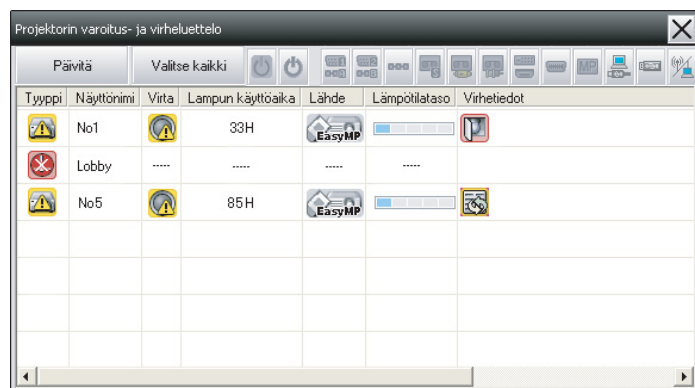 Projektorin varoitus- ja virheluettelo
Päivitä Valitse kaikki MP
Tyyppi Näyttönimi Virta Lampun käyttöaika Lähde Lämpötilataso Virhetiedot
No1 33H EasyMP
Lobby ----- ----- ----- -----
No5 85H EasyMP